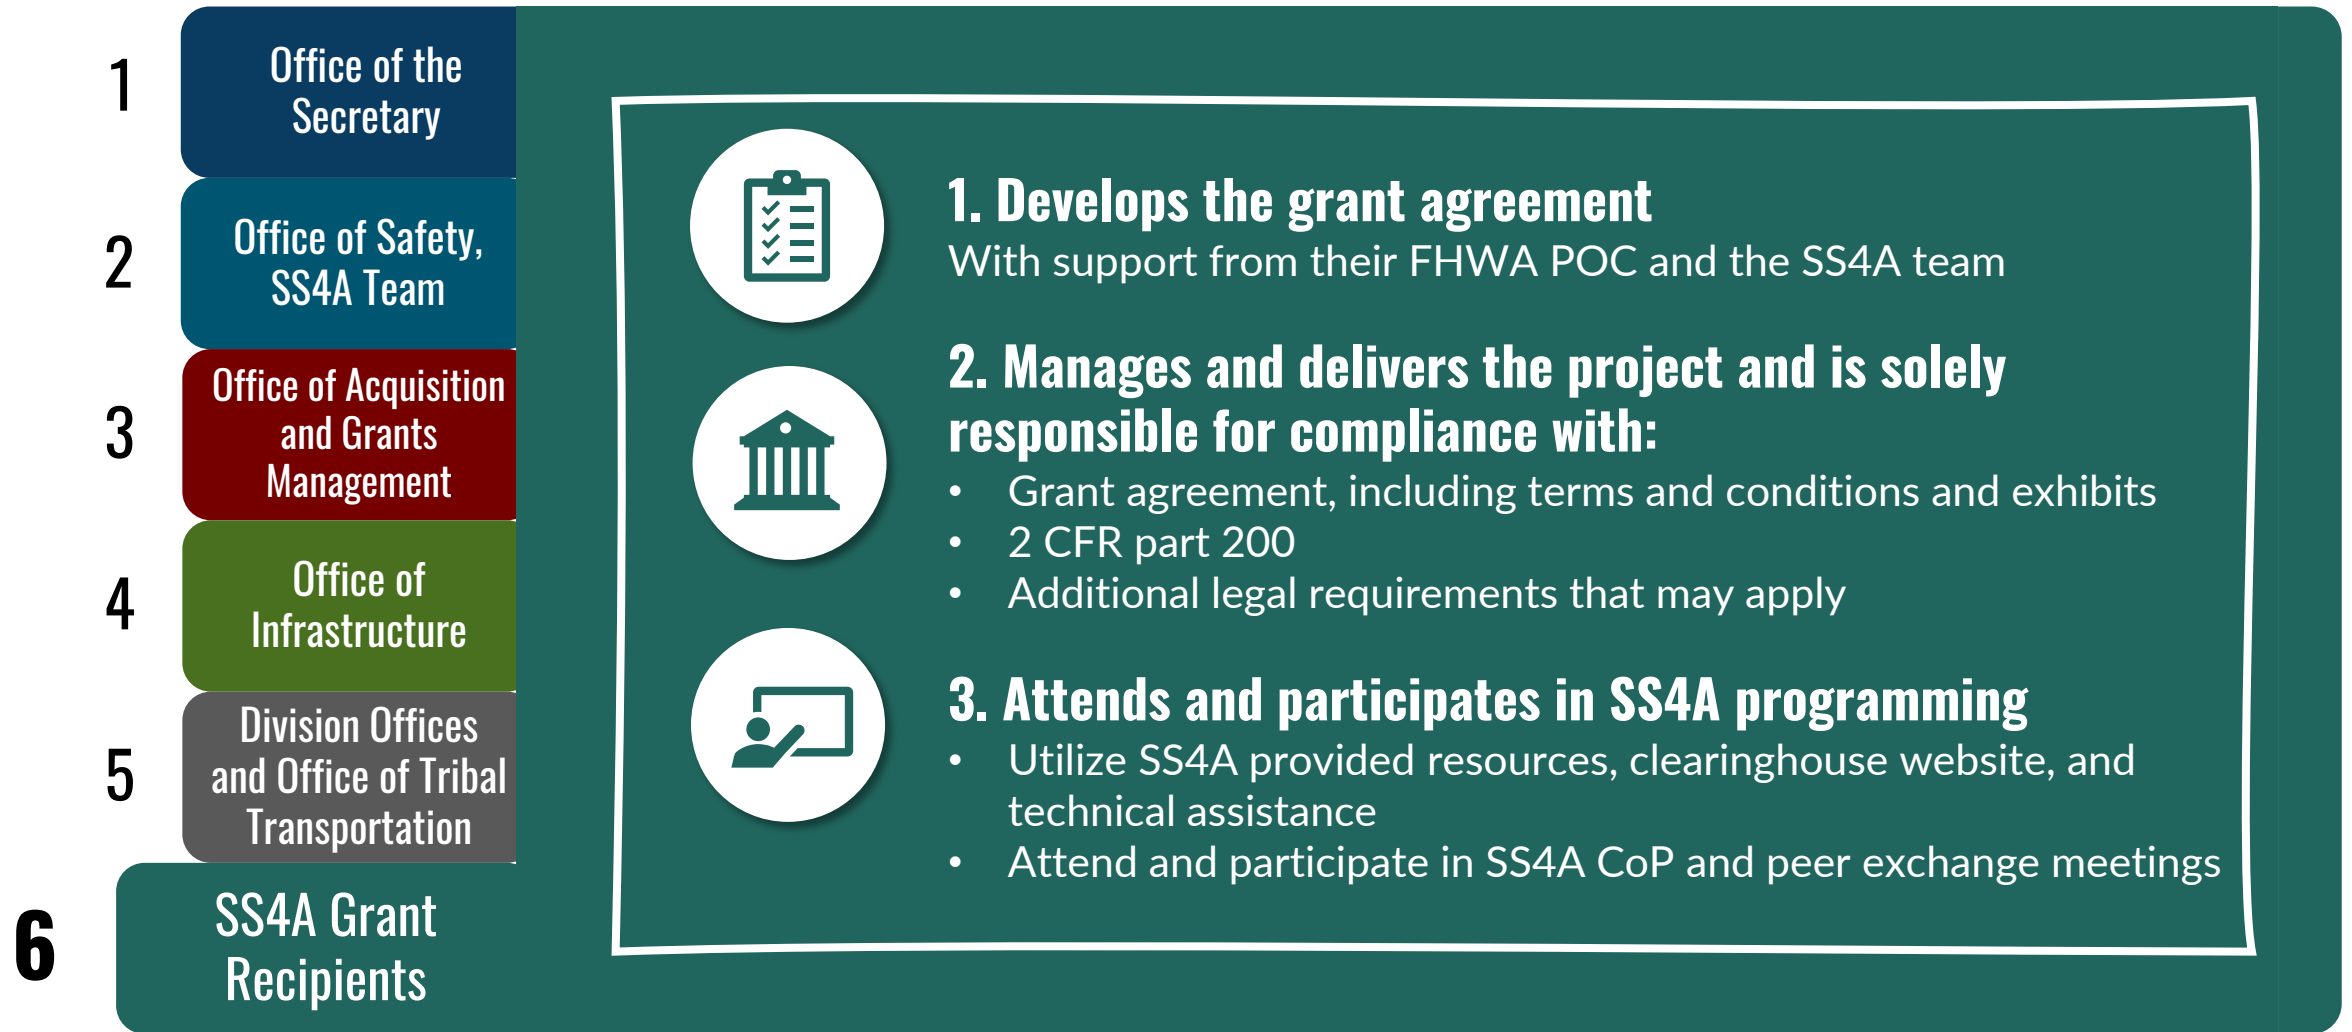 1
Office of the
Secretary
2
Office of Safety,
SS4A Team
3
Office of Acquisition
and Grants
Management
4
Office of
Infrastructure
5
Division Offices
and Office of Tribal
Transportation
6
SS4A Grant
Recipients
1. Develops the grant agreement
With support from their FHWA POC and the SS4A team
2. Manages and delivers the project and is solely
responsible for compliance with:
• Grant agreement, including terms and conditions and exhibits
• 2 CFR part 200
• Additional legal requirements that may apply
3. Attends and participates in SS4A programming
• Utilize SS4A provided resources, clearinghouse website, and
technical assistance
• Attend and participate in SS4A CoP and peer exchange meetings